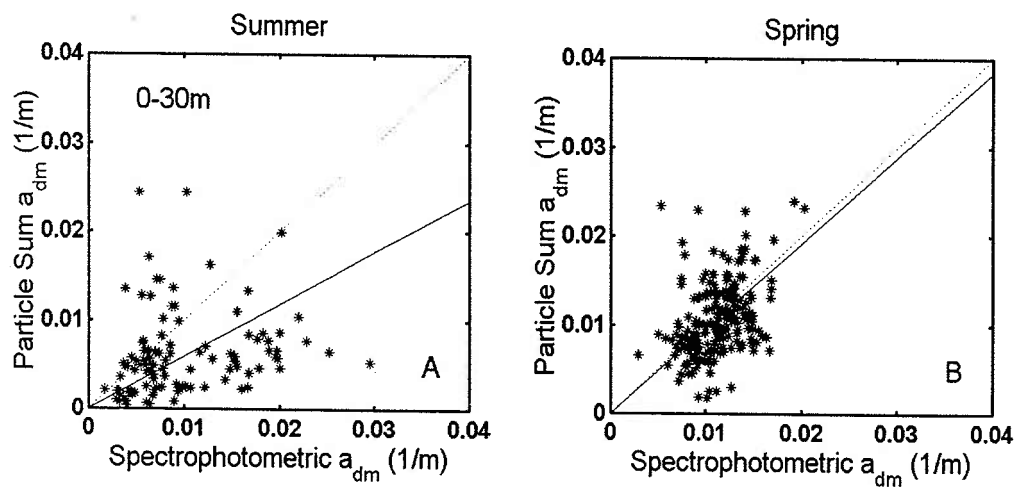 Summer
0.04
0.03
0.02
0.01
0
0-30m
A
0
0.01
0.02
0.03
0.04
Particle Sum a_dm (1/m)
Spectrophotometric a_dm (1/m)
Spring
0.04
0.03
0.02
0.01
0
B
0
0.01
0.02
0.03
0.04
Particle Sum a_dm (1/m)
Spectrophotometric a_dm (1/m)